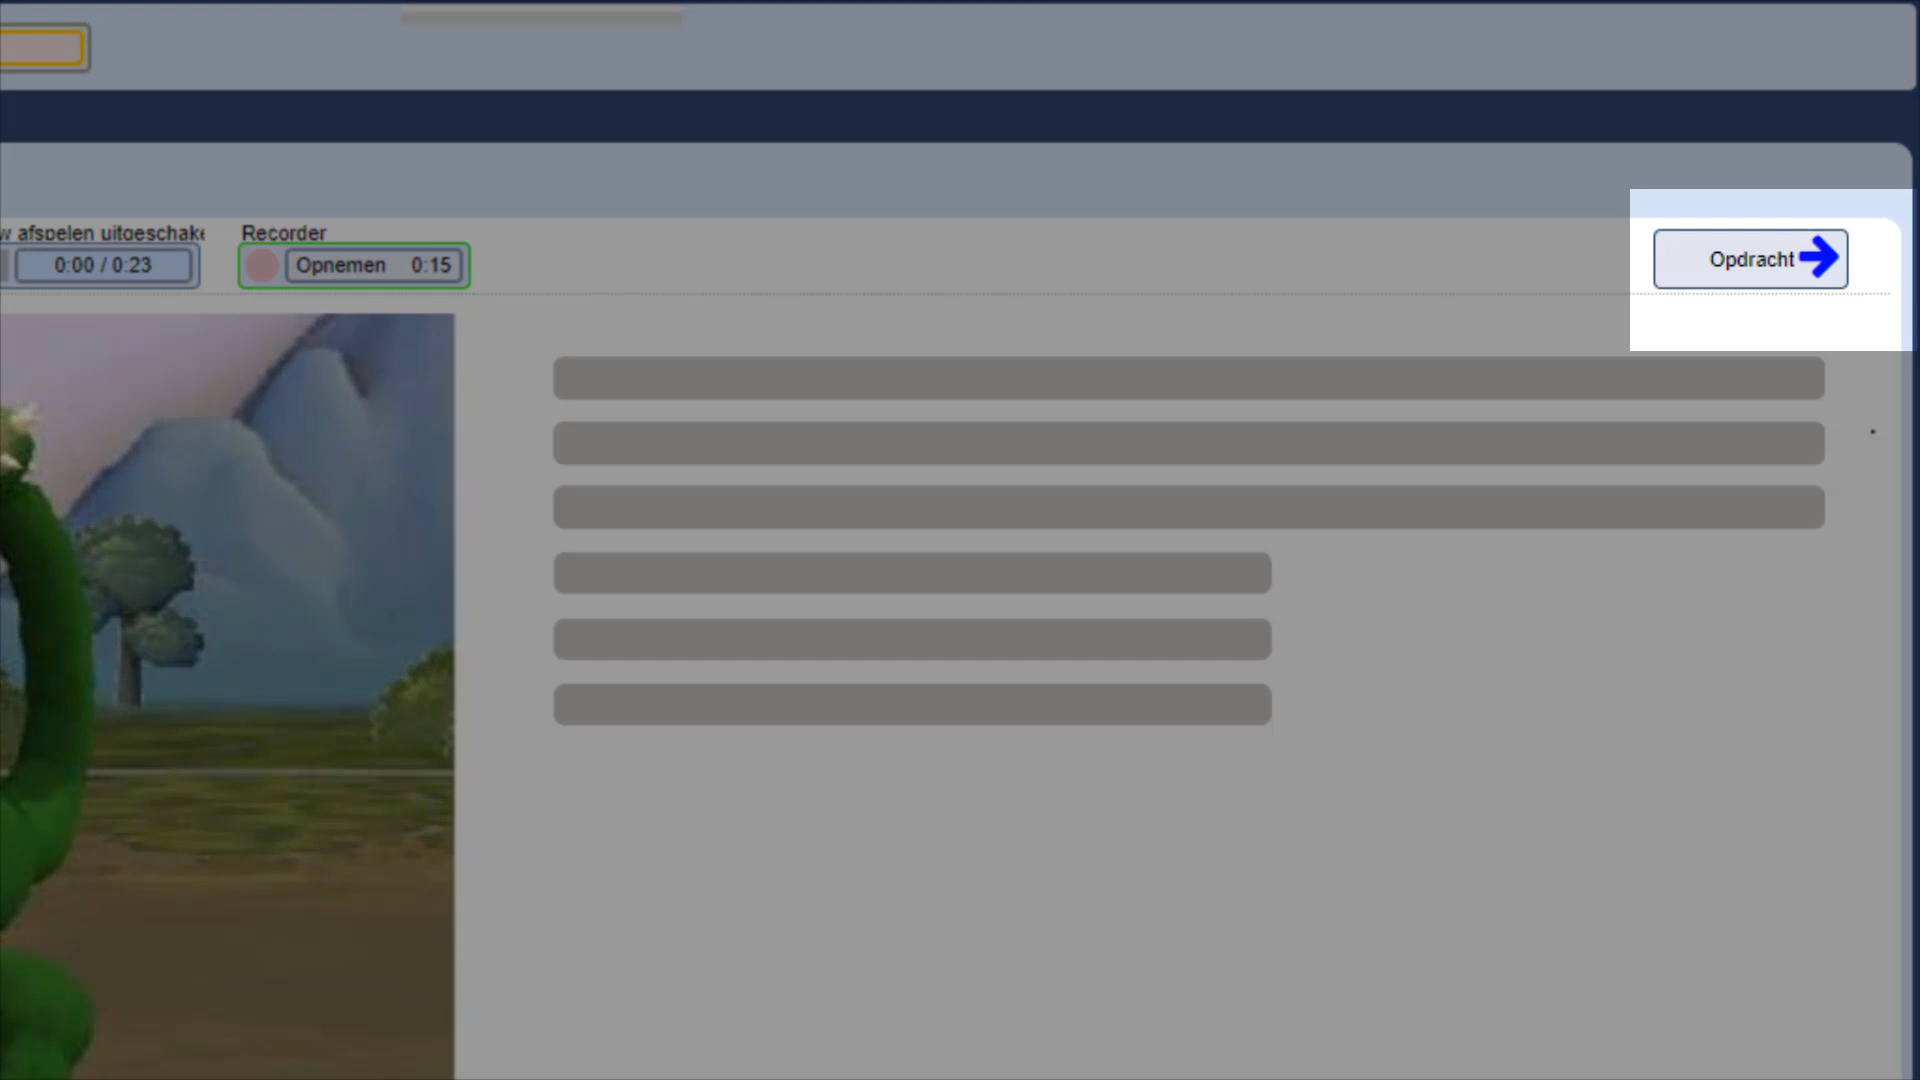 afspelen uitgeschake
Recorder
0:00 / 0:23
Opnemen 0:15
Opdracht